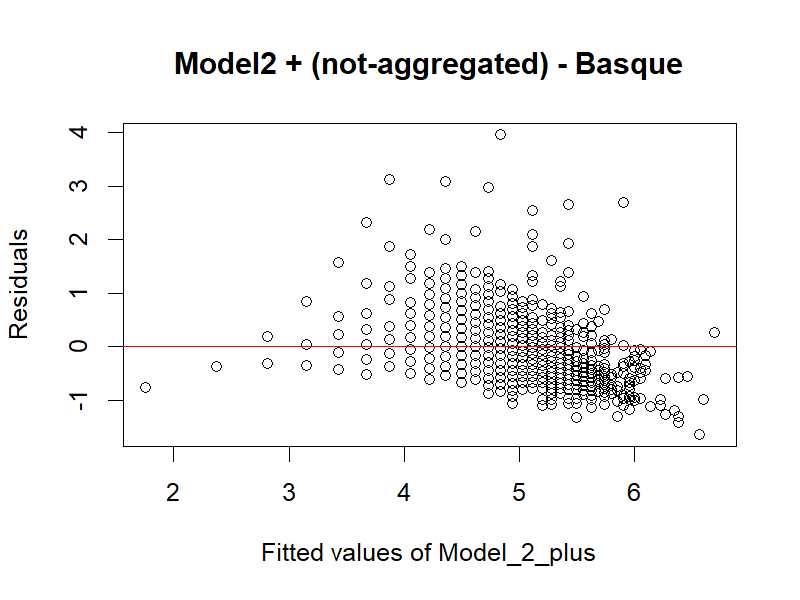 Model2 + (not-aggregated) - Basque
4
3
2
1
0
-1
Residuals
2 3 4 5 6
Fitted values of Model_2_plus